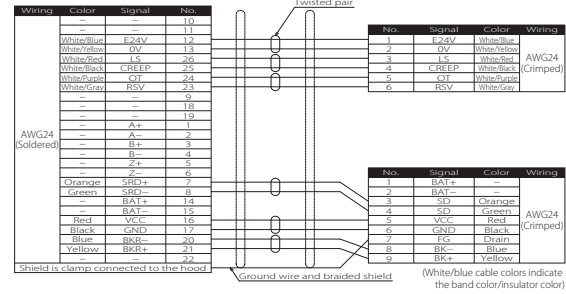 Twisted pair
Wiring Color Signal No.
AWG24
(Soldered)
– – 10
– – 11
White/Blue E24V 12
White/Yellow 0V 13
White/Red LS 26
White/Black CREEP 25
White/Purple OT 24
White/Gray RSV 23
– – 9
– – 18
– – 19
– A+ 1
– A– 2
– B+ 3
– B– 4
– Z+ 5
– Z– 6
Orange SRD+ 7
Green SRD– 8
– BAT+ 14
– BAT– 15
Red VCC 16
Black GND 17
Blue BKR– 20
Yellow BKR+ 21
– – 22
Shield is clamp connected to the hood
Ground wire and braided shield
No. Signal Color Wiring
1 E24V White/Blue
2 0V White/Yellow
3 LS White/Red
4 CREEP White/Black
5 OT White/Purple
6 RSV White/Gray
AWG24
(Crimped)
No. Signal Color Wiring
1 BAT+ –
2 BAT– –
3 SD Orange
4 SD Green
5 VCC Red
6 GND Black
7 FG Drain
8 BK– Blue
9 BK+ Yellow
AWG24
(Crimped)
(White/blue cable colors indicate
the band color/insulator color)